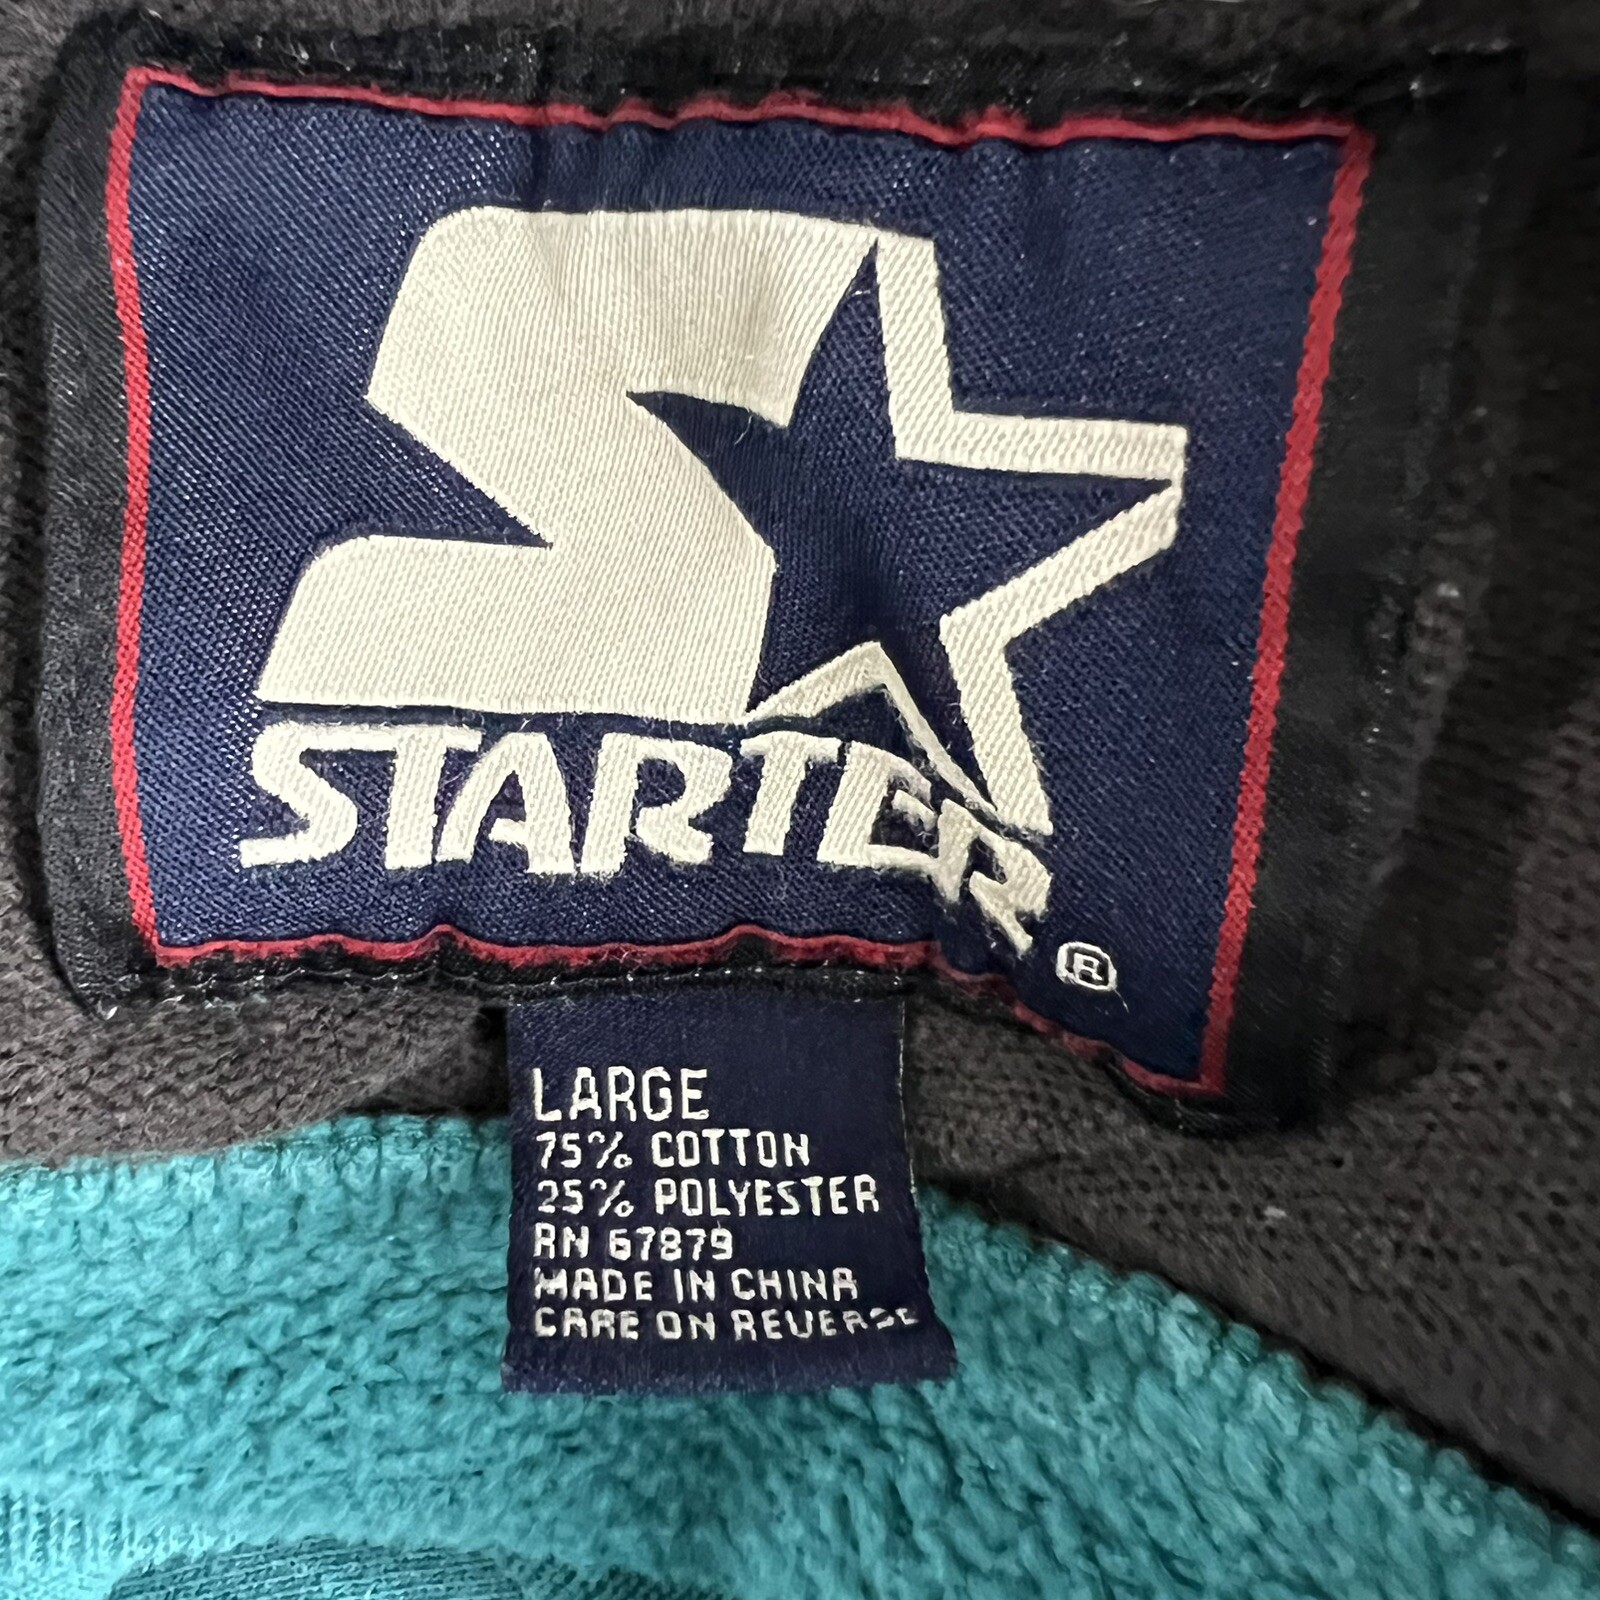 STARTER ®
LARGE
75% COTTON
25% POLYESTER
RN 67879
MADE IN CHINA
CARE ON REVERSE